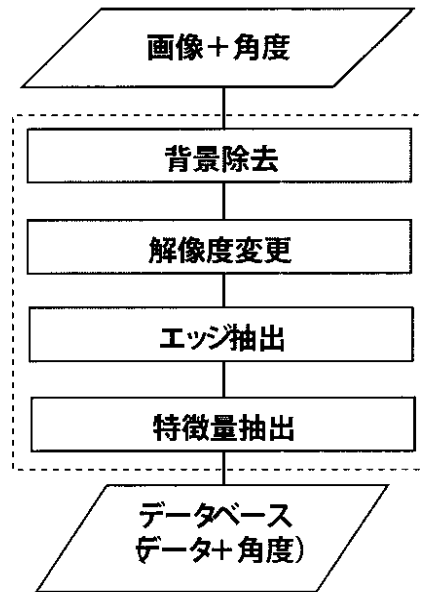 画像+角度
背景除去
解像度変更
エッジ抽出
特徴量抽出
データベース
(データ+角度)